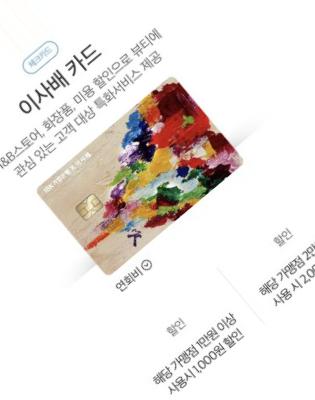 체크카드
이사배 카드
H&B스토어, 화장품, 미용 할인으로 뷰티에
관심 있는 고객 대상 특화서비스 제공
IBK기업은행 X 이사배
연회비
할인
해당 가맹점 1만원 이상
사용시 1,000원 할인
할인
해당 가맹점 2만
사용 시 2,00